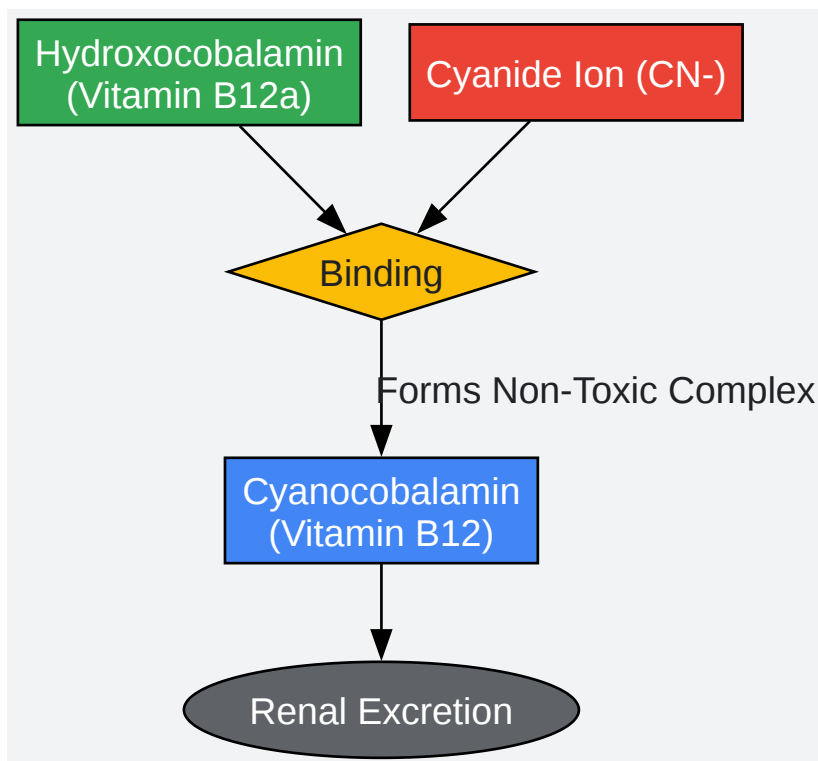 Hydroxocobalamin
(Vitamin B12a)
Cyanide Ion (CN-)
Binding
Forms Non-Toxic Complex
Cyanocobalamin
(Vitamin B12)
Renal Excretion